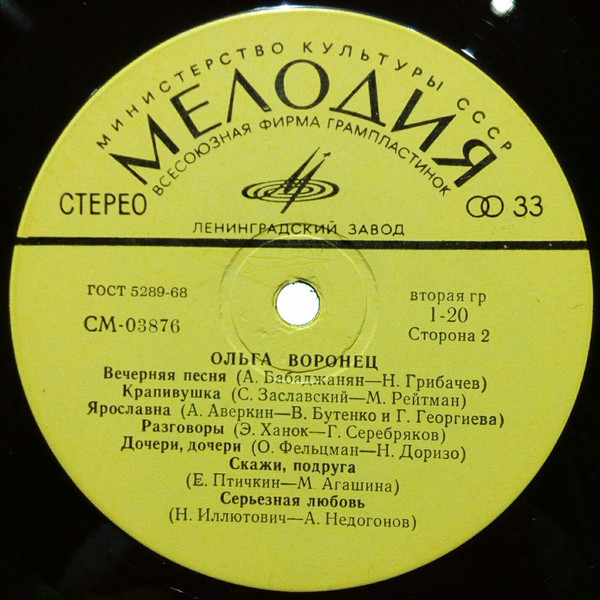 МИНИСТЕРСТВО КУЛЬТУРЫ СССР
МЕЛОДИЯ
ВСЕСОЮЗНАЯ ФИРМА ГРАМПЛАСТИНОК
СТЕРЕО
33
ЛЕНИНГРАДСКИЙ ЗАВОД
ГОСТ 5289-68
СМ-03876
вторая гр
1-20
Сторона 2
ОЛЬГА ВОРОНЕЦ
Вечерняя песня (А. Бабаджанян—Н. Грибачев)
Крапивушка (С. Заславский—М. Рейтман)
Ярославна (А. Аверкин—В. Бутенко и Г. Георгиева)
Разговоры (Э. Ханок—Г. Серебряков)
Дочери, дочери (О. Фельцман—Н. Доризо)
Скажи, подруга
(Е. Птичкин—М. Агашина)
Серьезная любовь
(Н. Иллютович—А. Недогонов)